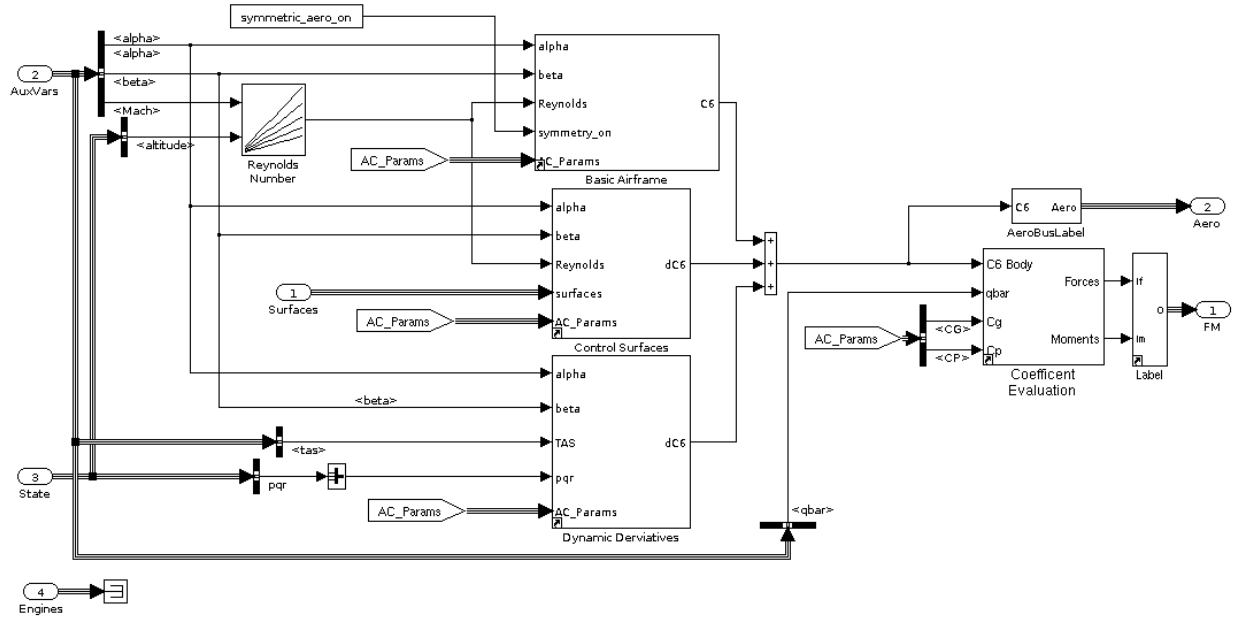 symmetric_aero_on
<alpha>
<alpha>
<beta>
<Mach>
<altitude>
2
AuxVars
Reynolds
Number
alpha
beta
Reynolds
symmetry_on
AC_Params
C6
AC_Params
Basic Airframe
alpha
beta
Reynolds
surfaces
AC_Params
dC6
1
Surfaces
AC_Params
Control Surfaces
alpha
beta
TAS
pqr
AC_Params
dC6
<beta>
<tas>
pqr
AC_Params
Dynamic Derviatives
3
State
4
Engines
+
+
+
C6 Aero
AeroBusLabel
2
Aero
C6 Body
qbar
Cg
Cp
Forces
Moments
AC_Params
<CG>
<CP>
Coefficent
Evaluation
If
Im
O
Label
1
FM
<qbar>